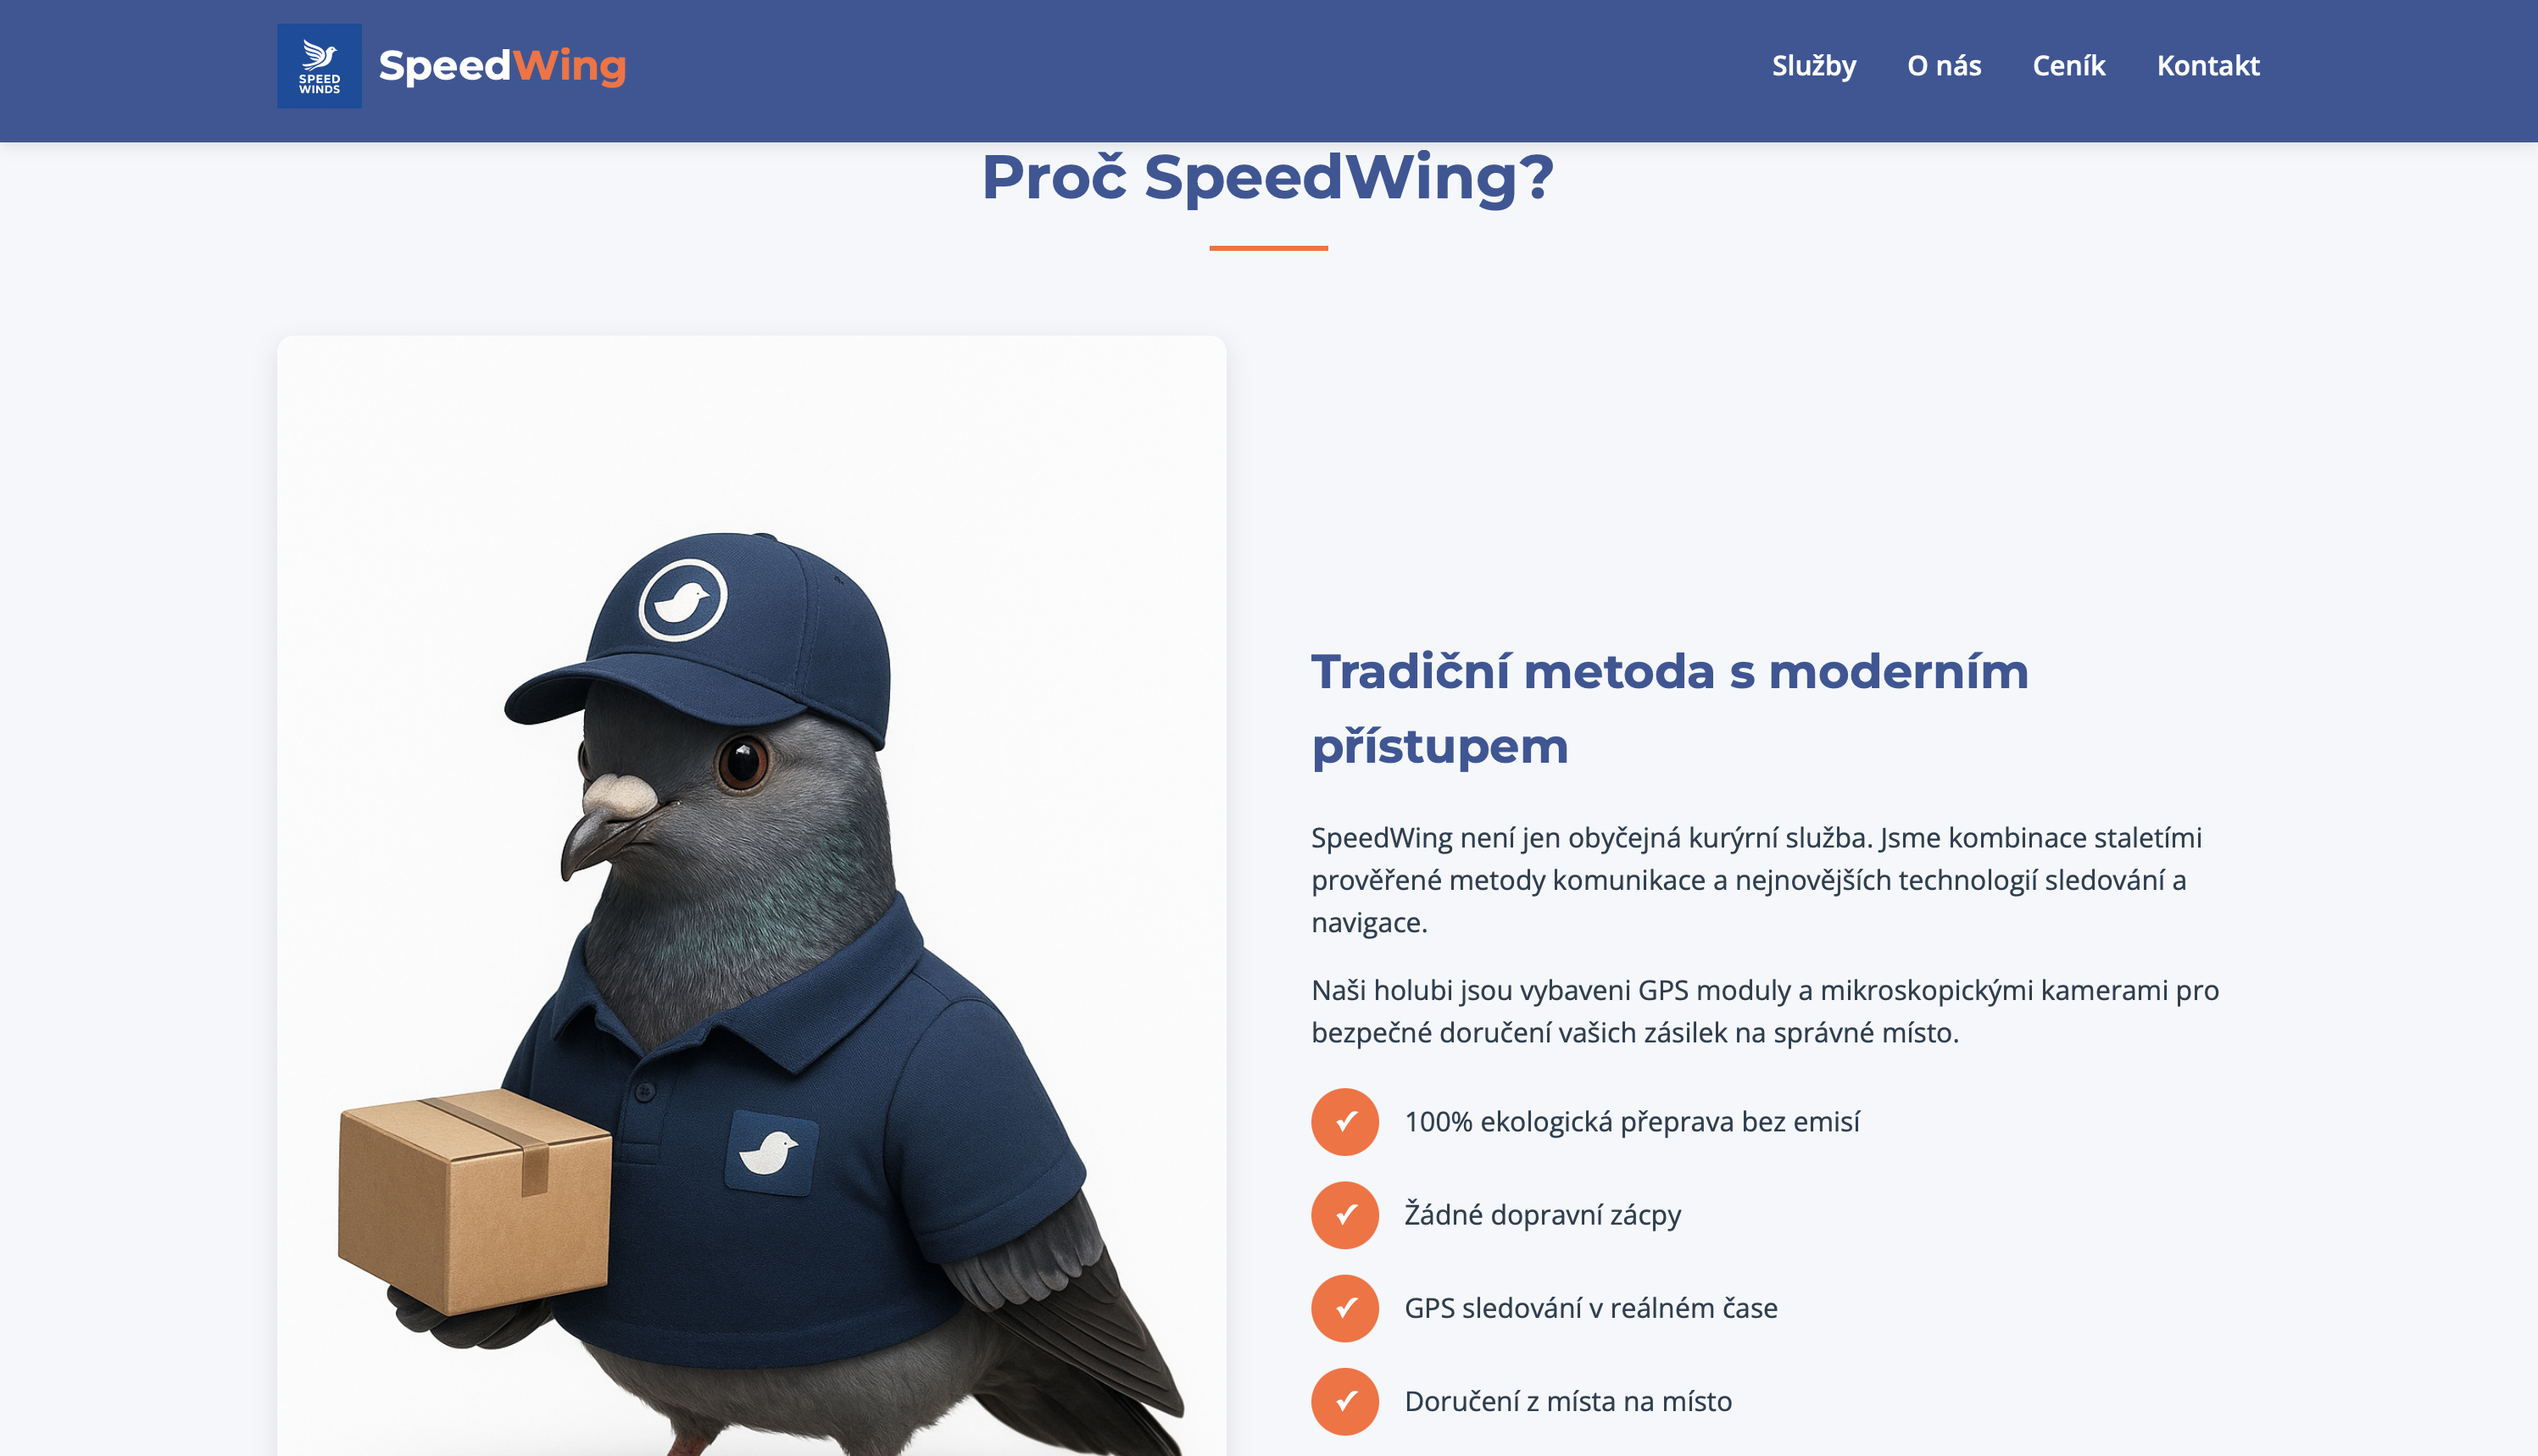 SPEED
WINDS
SpeedWing
Služby
O nás
Ceník
Kontakt
Proč SpeedWing?
Tradiční metoda s moderním
přístupem
SpeedWing není jen obyčejná kurýrní služba. Jsme kombinace staletími
prověřené metody komunikace a nejnovějších technologií sledování a
navigace.
Naši holubi jsou vybaveni GPS moduly a mikroskopickými kamerami pro
bezpečné doručení vašich zásilek na správné místo.
100% ekologická přeprava bez emisí
Žádné dopravní zácpy
GPS sledování v reálném čase
Doručení z místa na místo